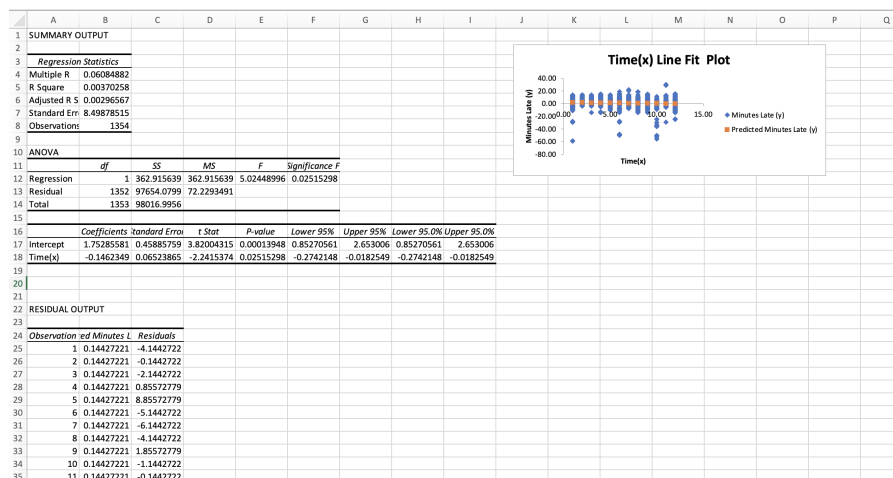 A B C D E F G H I J K L M N O P Q
1 SUMMARY OUTPUT
2
3 Regression Statistics
4 Multiple R 0.06084882
5 R Square 0.00370258
6 Adjusted R S 0.00296567
7 Standard Erro 8.49878515
8 Observations 1354
9
10 ANOVA
11 df SS MS F Significance F
12 Regression 1 362.915639 362.915639 5.02448996 0.02515298
13 Residual 1352 97654.0799 72.2293491
14 Total 1353 98016.9956
15
16 Coefficients Standard Error t Stat P-value Lower 95% Upper 95% Lower 95.0% Upper 95.0%
17 Intercept 1.75285581 0.45885759 3.82004315 0.00013948 0.85270561 2.653006 0.85270561 2.653006
18 Time(x) -0.1462349 0.06523865 -2.2415374 0.02515298 -0.2742148 -0.0182549 -0.2742148 -0.0182549
19
20
21
22 RESIDUAL OUTPUT
23
24 Observation ed Minutes L Residuals
25 1 0.14427221 -4.1442722
26 2 0.14427221 -0.1442722
27 3 0.14427221 -2.1442722
28 4 0.14427221 0.85572779
29 5 0.14427221 8.85572779
30 6 0.14427221 -5.1442722
31 7 0.14427221 -6.1442722
32 8 0.14427221 -4.1442722
33 9 0.14427221 1.85572779
34 10 0.14427221 -1.1442722
35 11 0.14427221 -0.1442722
Time(x) Line Fit Plot
Minutes Late (y)
40.00
20.00
0.00
-20.00
-40.00
-60.00
-80.00
0.00 5.00 10.00 15.00
Time(x)
Minutes Late (y)
Predicted Minutes Late (y)